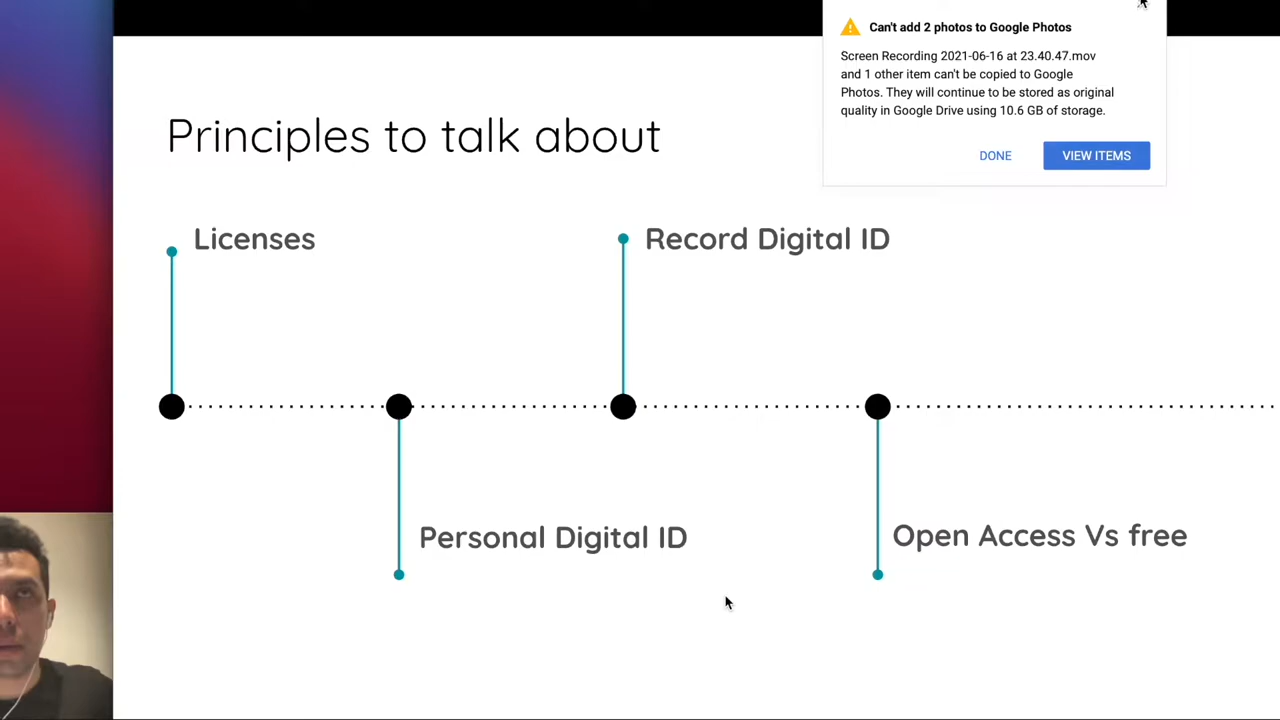 Can't add 2 photos to Google Photos
Screen Recording 2021-06-16 at 23.40.47.mov
and 1 other item can't be copied to Google
Photos. They will continue to be stored as original
quality in Google Drive using 10.6 GB of storage.
DONE
VIEW ITEMS
Principles to talk about
Licenses
Record Digital ID
Personal Digital ID
Open Access Vs free